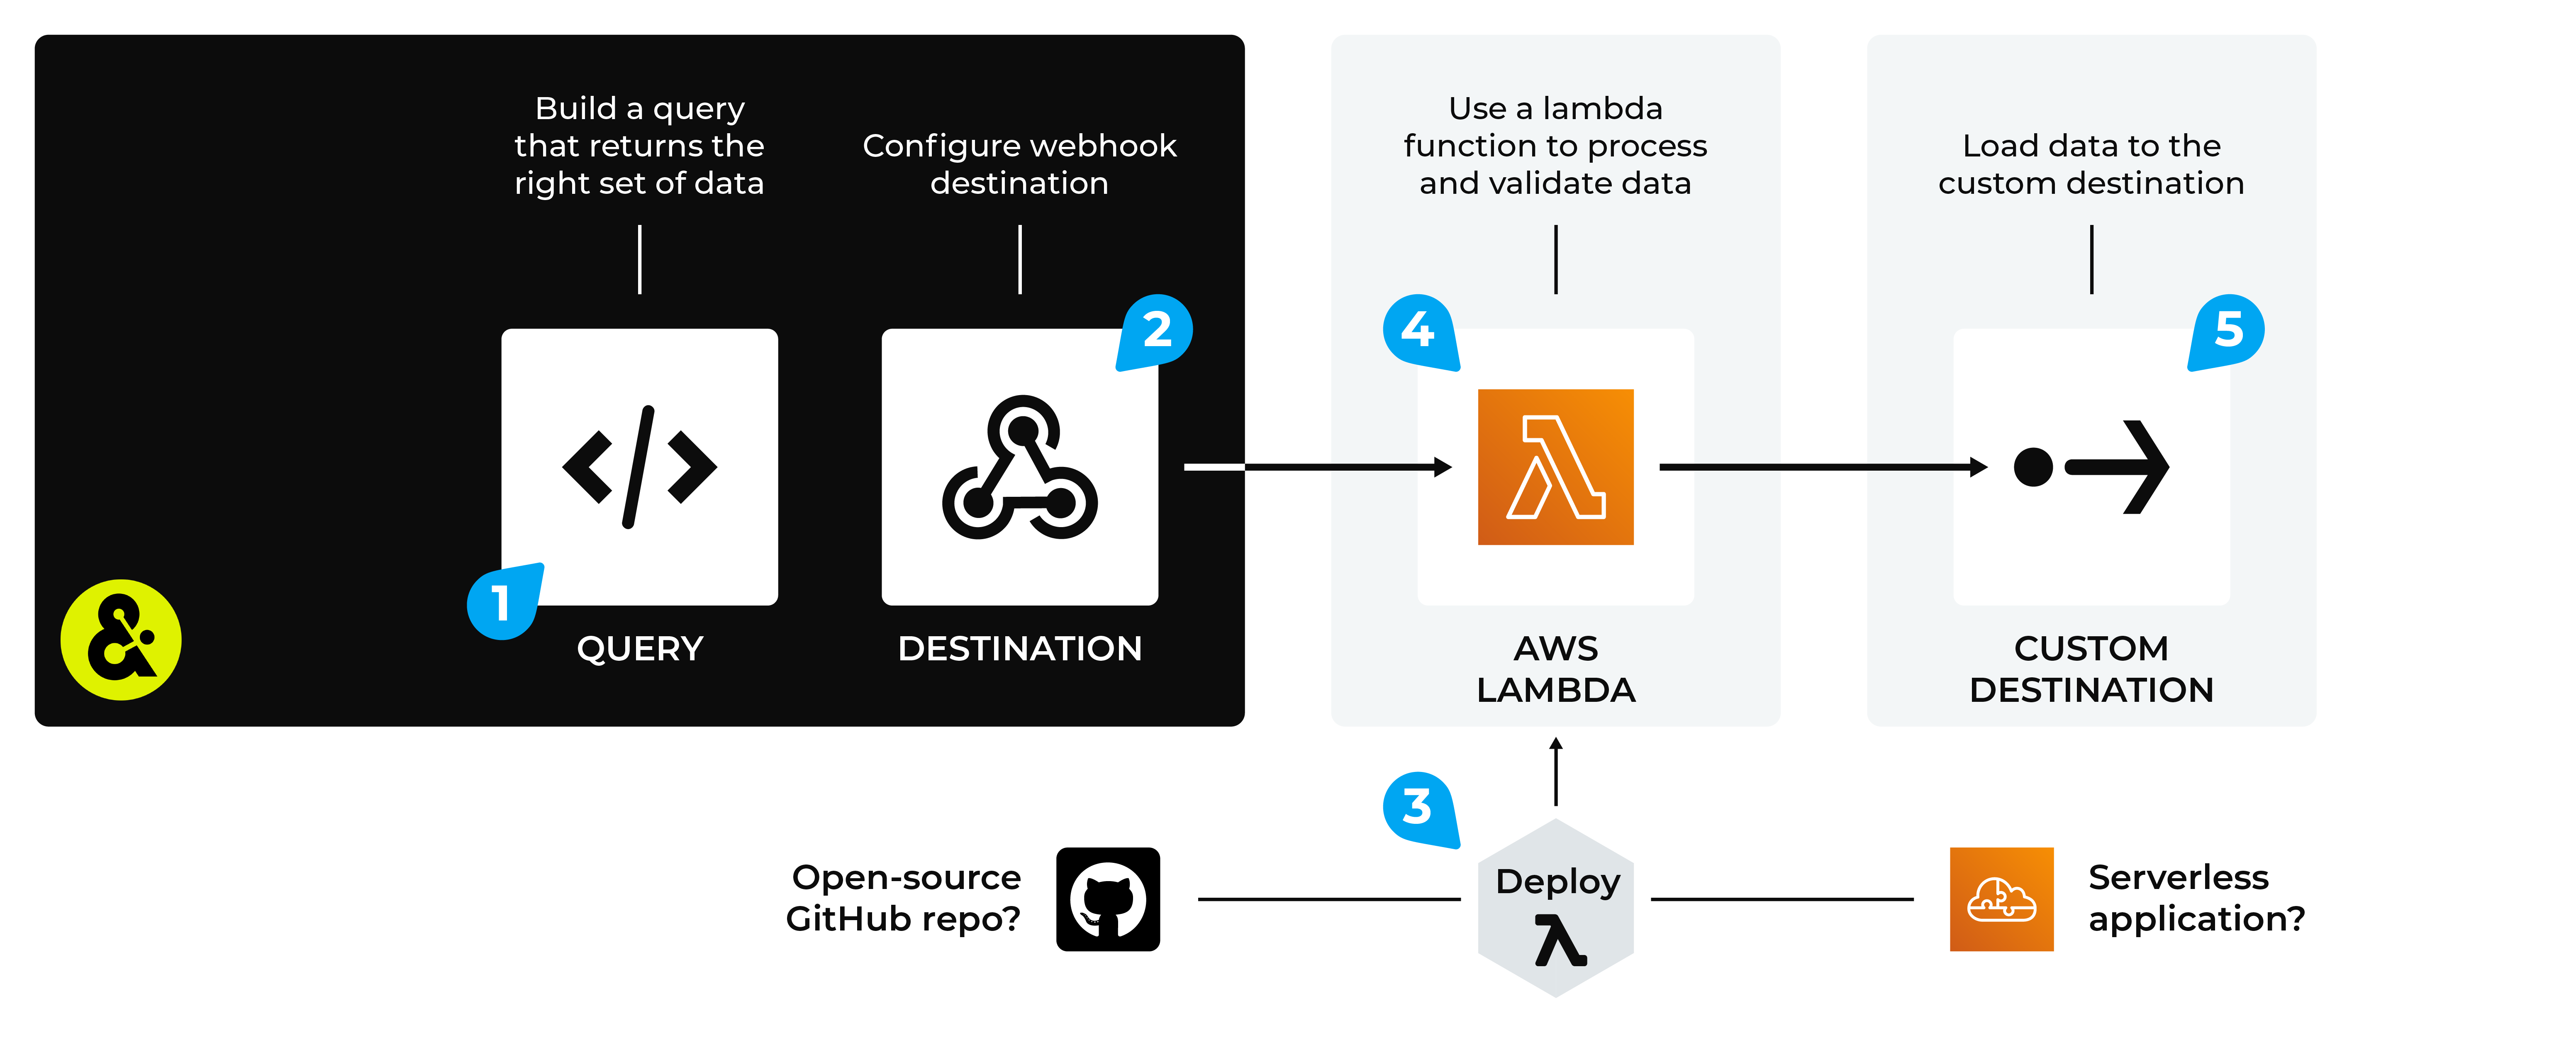 Build a query
that returns the
right set of data
Configure webhook
destination
Use a lambda
function to process
and validate data
Load data to the
custom destination
2
4
5
1
QUERY
DESTINATION
AWS
LAMBDA
CUSTOM
DESTINATION
&
3
Open-source
GitHub repo?
Deploy
λ
Serverless
application?